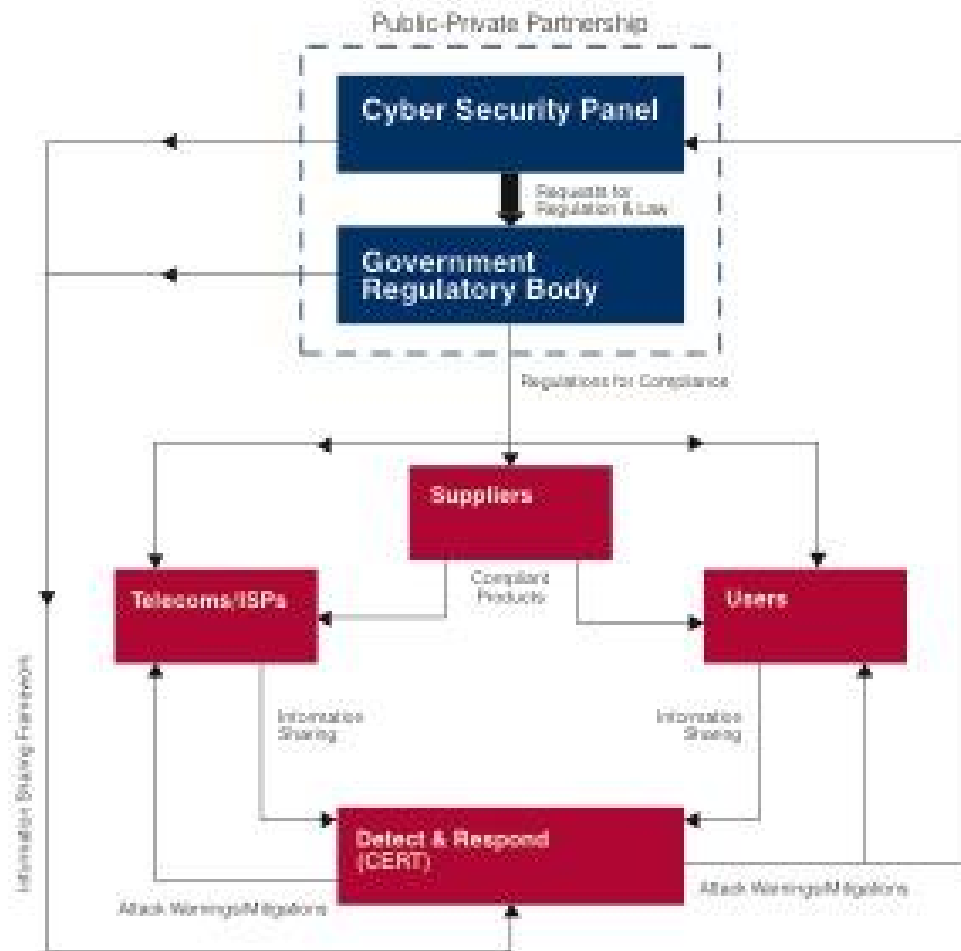 Public-Private Partnership
Cyber Security Panel
Requests for
Regulation & Law
Government
Regulatory Body
Regulations for Compliance
Suppliers
Compliant
Products
Telecoms/ISPs
Users
Information
Sharing
Information
Sharing
Information Sharing Framework
Detect & Respond
(CERT)
Attack Warnings/Mitigations
Attack Warnings/Mitigations